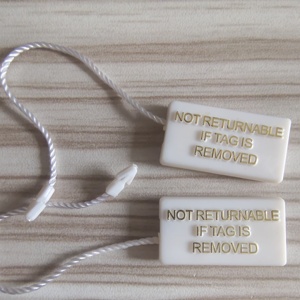 NOT RETURNABLE
IF TAG IS
REMOVED
NOT RETURNABLE
IF TAG IS
REMOVED